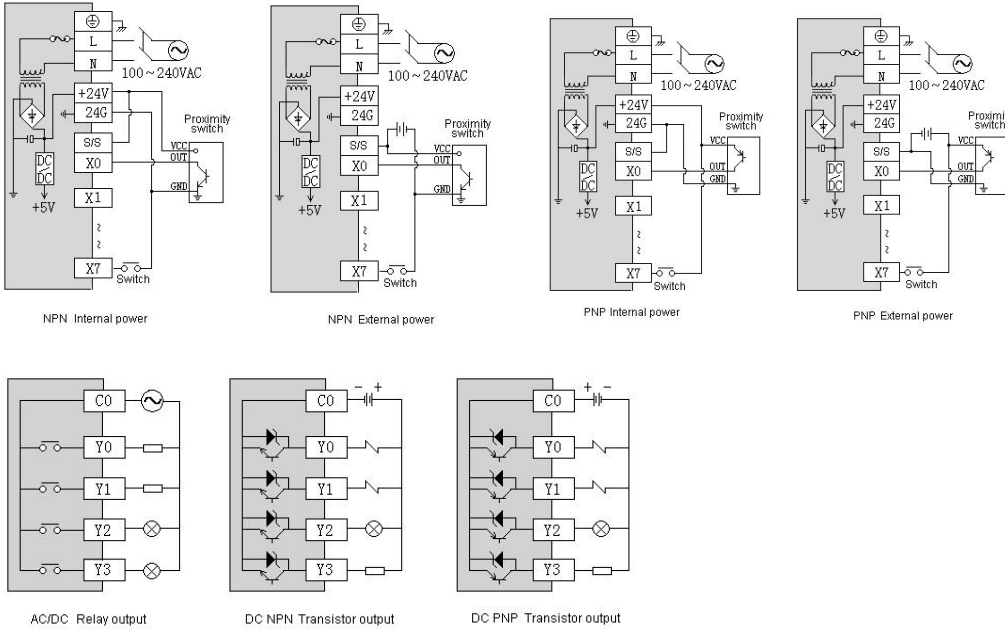 L
N
100~240VAC
+24V
24G
Proximity
switch
S/S
VCC
X0
OUT
DC
DC
GND
+5V
X1
~
~
X7
Switch
NPN Internal power
L
N
100~240VAC
+24V
24G
Proximity
switch
S/S
VCC
X0
OUT
DC
DC
GND
+5V
X1
~
~
X7
Switch
NPN External power
L
N
100~240VAC
+24V
24G
Proximity
switch
VCC
S/S
X0
OUT
GND
DC
DC
+5V
X1
~
~
X7
Switch
PNP Internal power
L
N
100~240VAC
+24V
24G
Proximity
switch
VCC
S/S
X0
OUT
GND
DC
DC
+5V
X1
~
~
X7
Switch
PNP External power
C0
Y0
Y1
Y2
Y3
AC/DC Relay output
− +
C0
Y0
Y1
Y2
Y3
DC NPN Transistor output
+ −
C0
Y0
Y1
Y2
Y3
DC PNP Transistor output